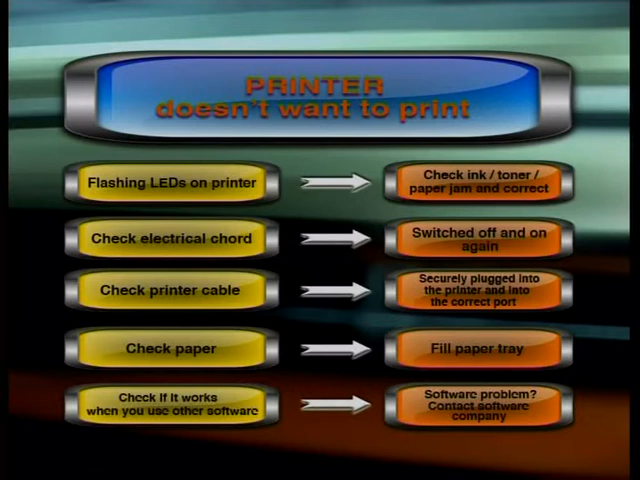 PRINTER
doesn't want to print
Flashing LEDs on printer
Check ink / toner /
paper jam and correct
Check electrical chord
Switched off and on
again
Check printer cable
Securely plugged into
the printer and into
the correct port
Check paper
Fill paper tray
Check if it works
when you use other software
Software problem?
Contact software
company